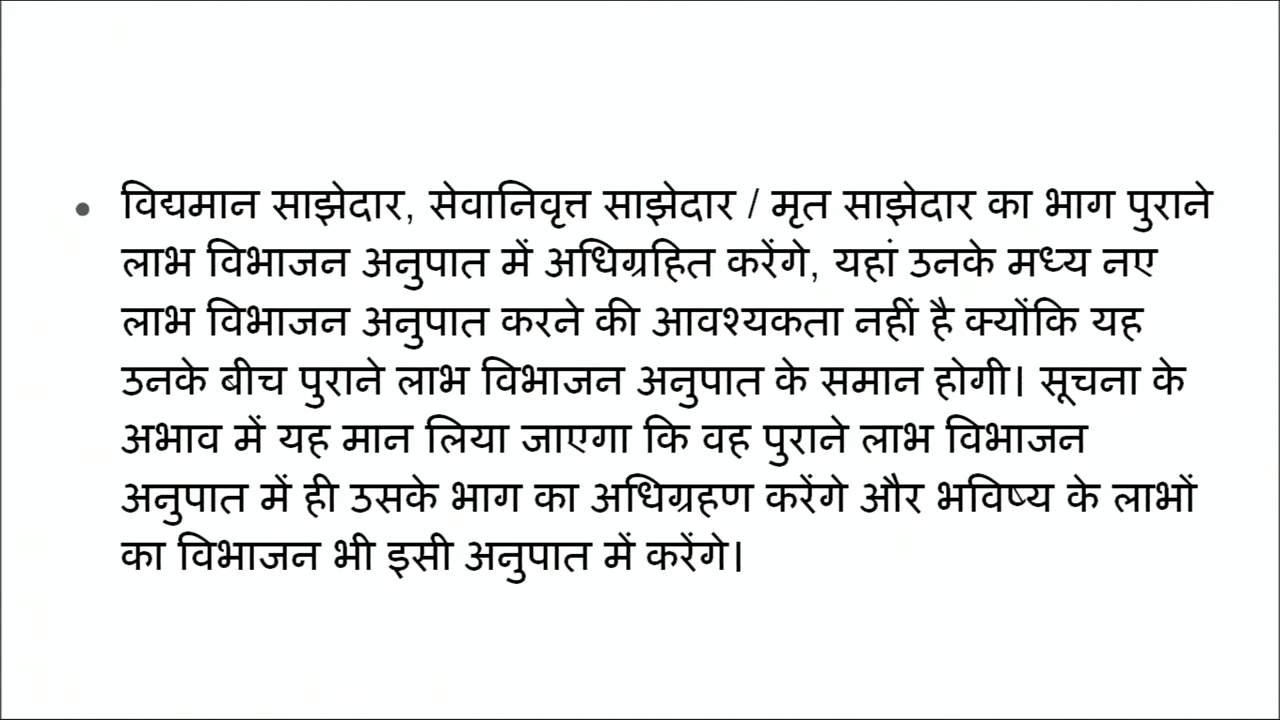 • विद्यमान साझेदार, सेवानिवृत्त साझेदार / मृत साझेदार का भाग पुराने
लाभ विभाजन अनुपात में अधिग्रहित करेंगे, यहां उनके मध्य नए
लाभ विभाजन अनुपात करने की आवश्यकता नहीं है क्योंकि यह
उनके बीच पुराने लाभ विभाजन अनुपात के समान होगी। सूचना के
अभाव में यह मान लिया जाएगा कि वह पुराने लाभ विभाजन
अनुपात में ही उसके भाग का अधिग्रहण करेंगे और भविष्य के लाभों
का विभाजन भी इसी अनुपात में करेंगे।